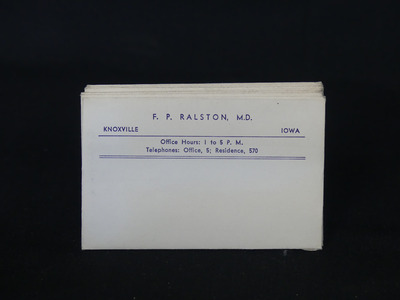 F. P. RALSTON, M.D.
KNOXVILLE IOWA
Office Hours: 1 to 5 P. M.
Telephones: Office, 5; Residence, 570